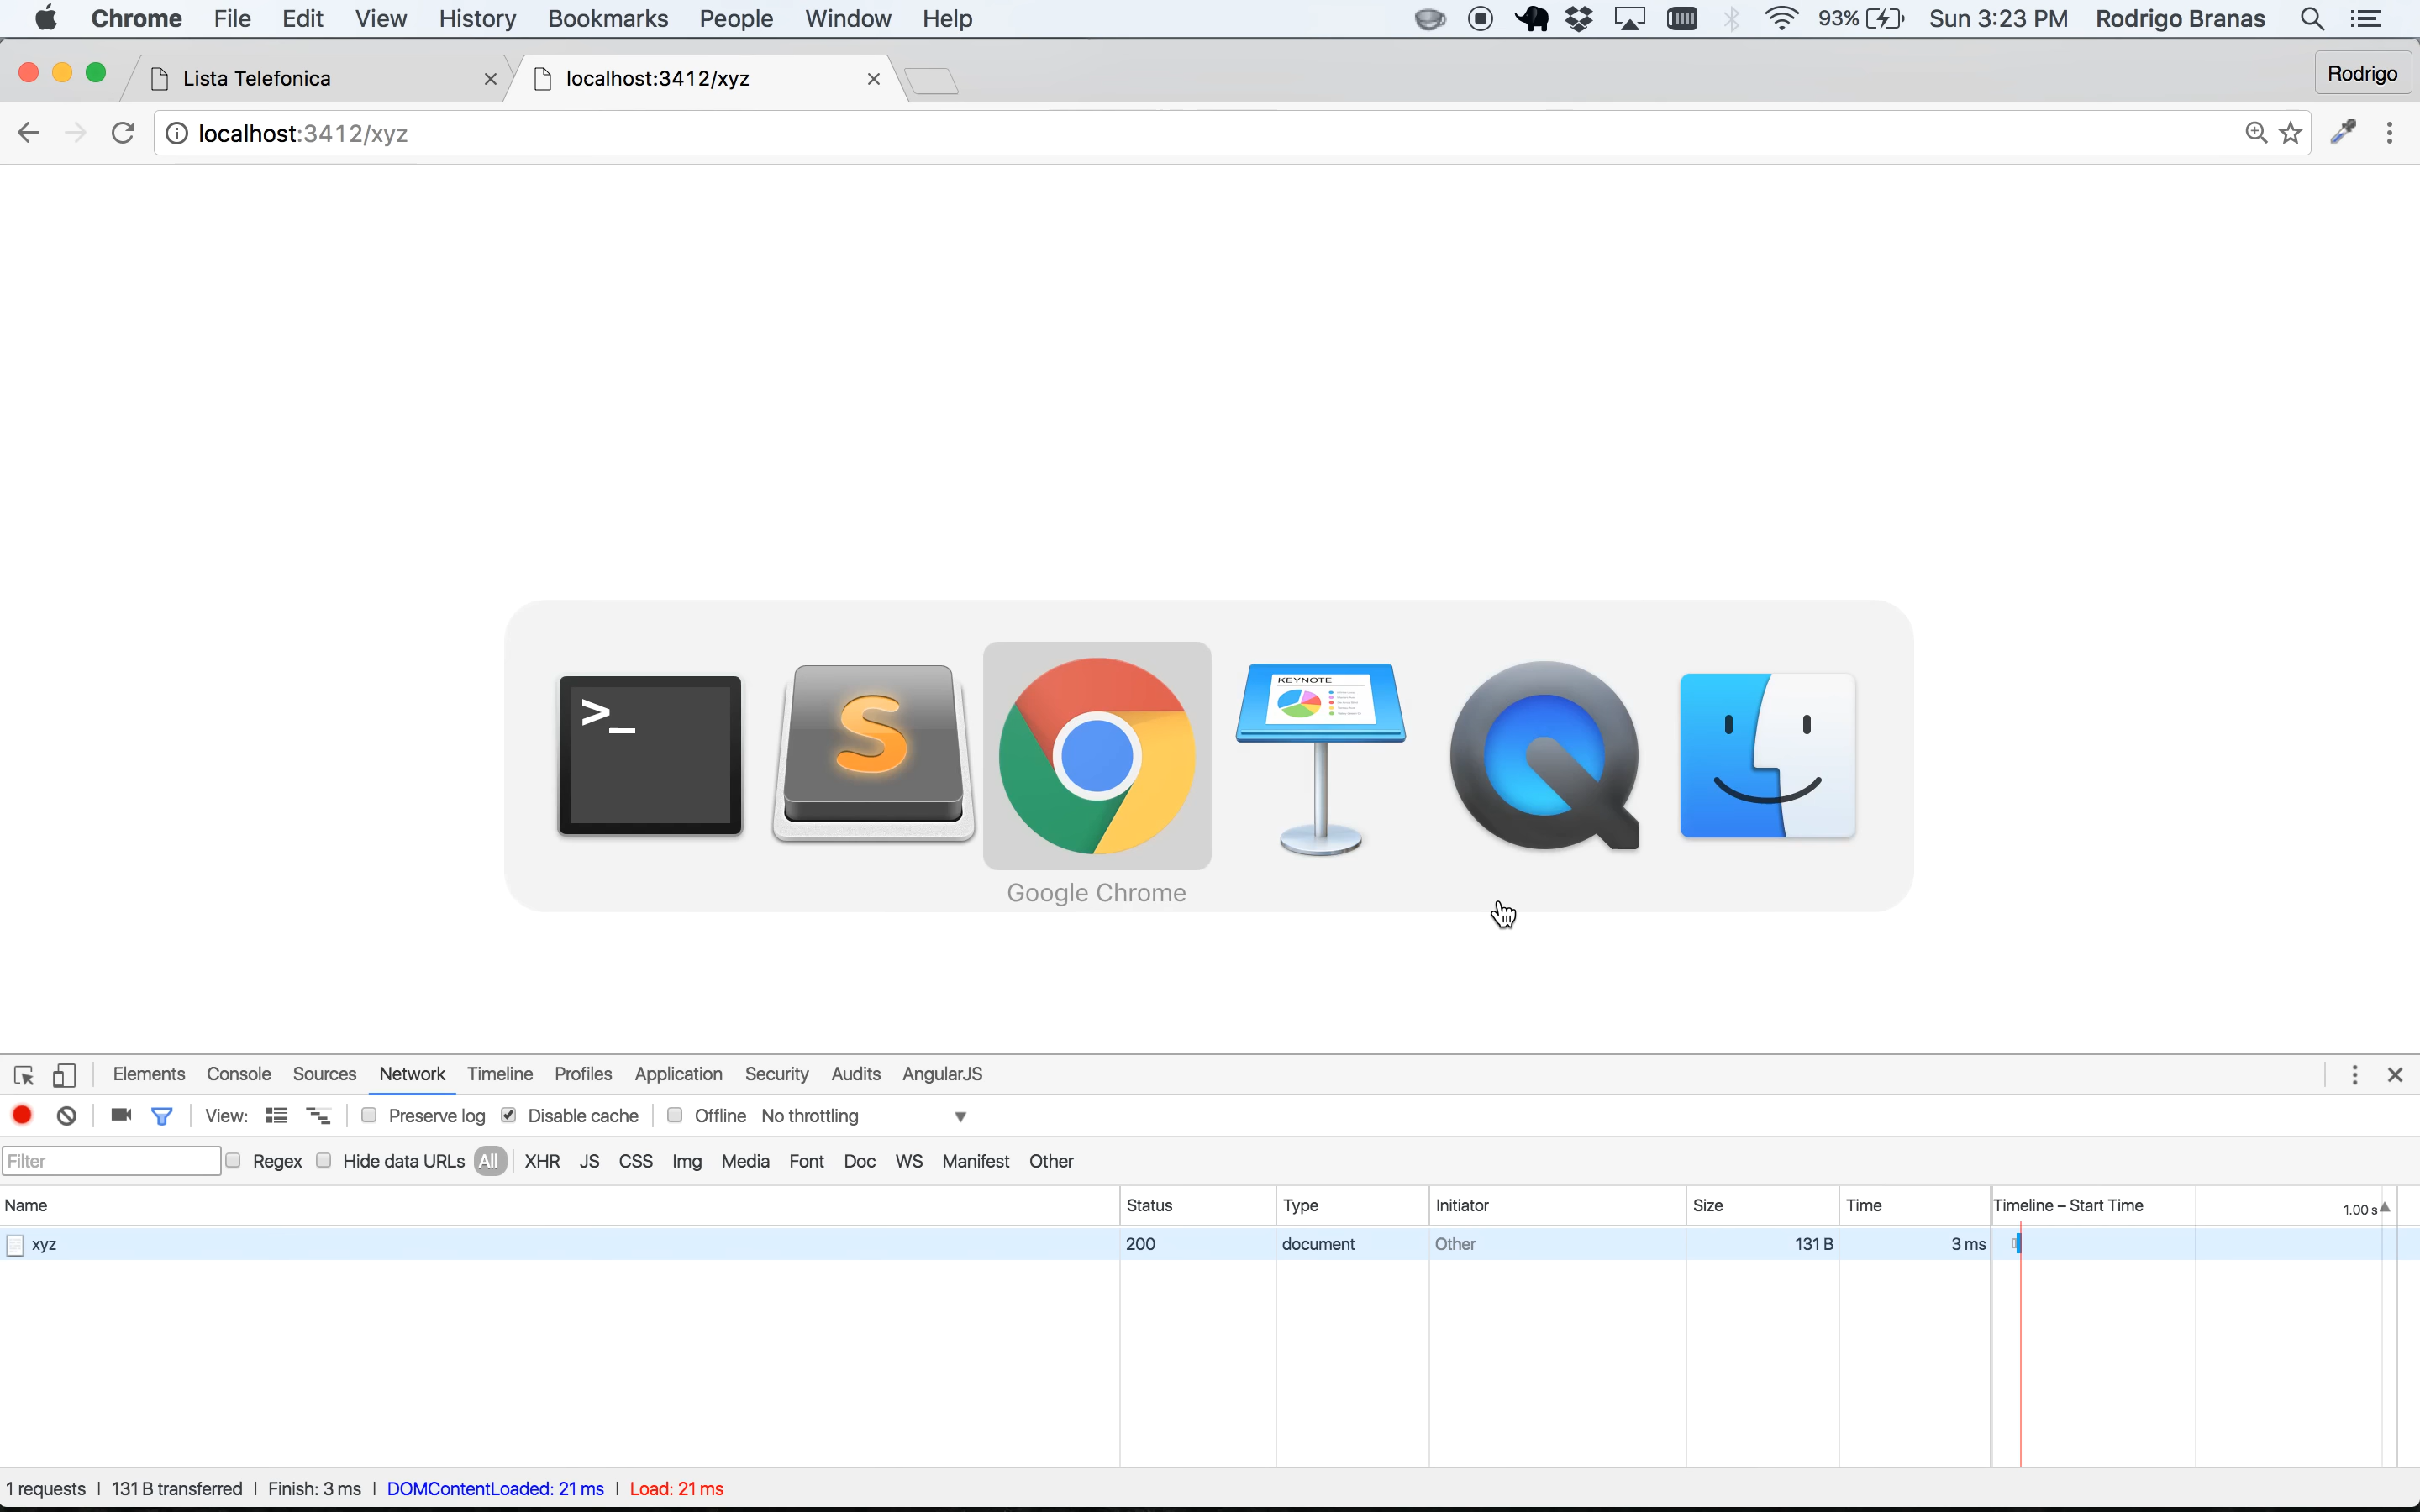 Chrome File Edit View History Bookmarks People Window Help 93% Sun 3:23 PM Rodrigo Branas
Lista Telefonica localhost:3412/xyz Rodrigo
localhost:3412/xyz
KEYNOTE
>_
S
Google Chrome
Elements Console Sources Network Timeline Profiles Application Security Audits AngularJS
View: Preserve log Disable cache Offline No throttling
Filter Regex Hide data URLs All XHR JS CSS Img Media Font Doc WS Manifest Other
Name Status Type Initiator Size Time Timeline – Start Time 1.00 s
xyz 200 document Other 131 B 3 ms
1 requests | 131 B transferred | Finish: 3 ms | DOMContentLoaded: 21 ms | Load: 21 ms